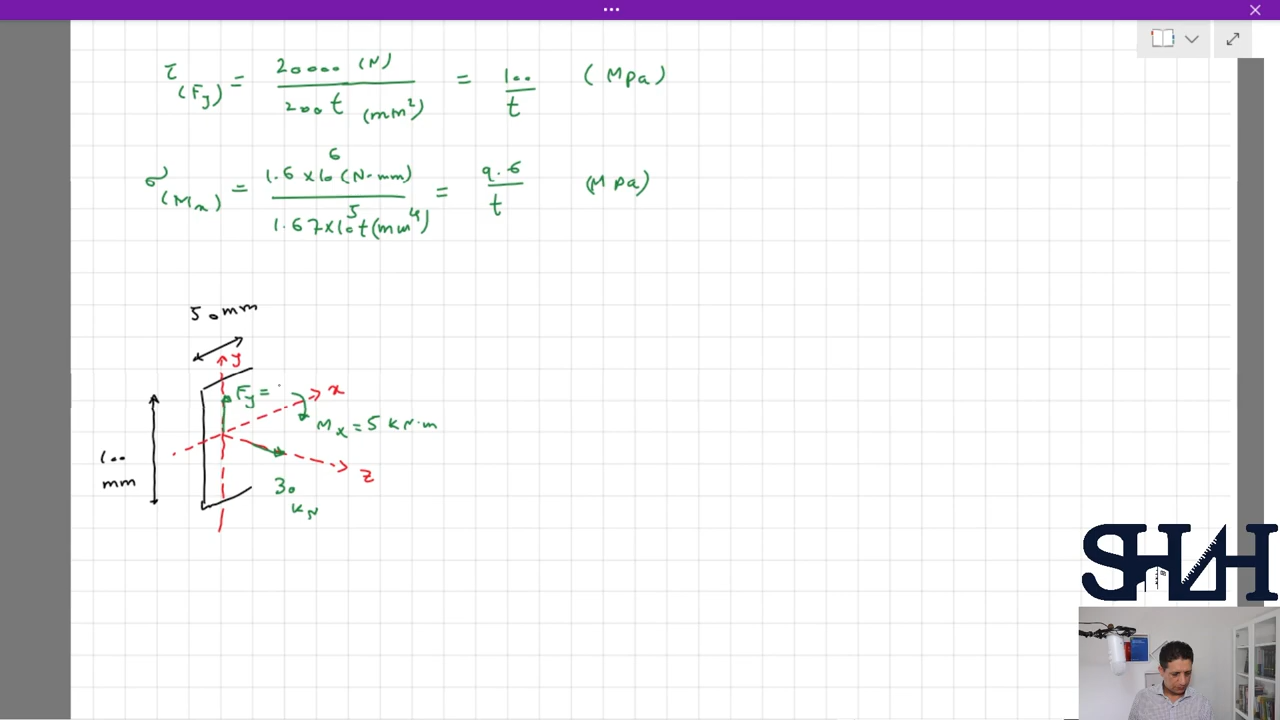 τ(Fy) = 20000 (N) / 200 t (mm²) = 100 / t (Mpa)
σ(Mx) = 1.6 × 10⁶ (N·mm) / 1.67 × 10⁵ t (mm⁴) = 9.6 / t (Mpa)
50 mm
y
Fy =
x
Mx = 5 kN·m
100
mm
z
30
kN
SHZH